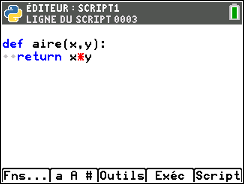 ÉDITEUR : SCRIPT1
LIGNE DU SCRIPT 0003
def aire(x,y):
··return x*y
Fns… a A # Outils Exéc Script